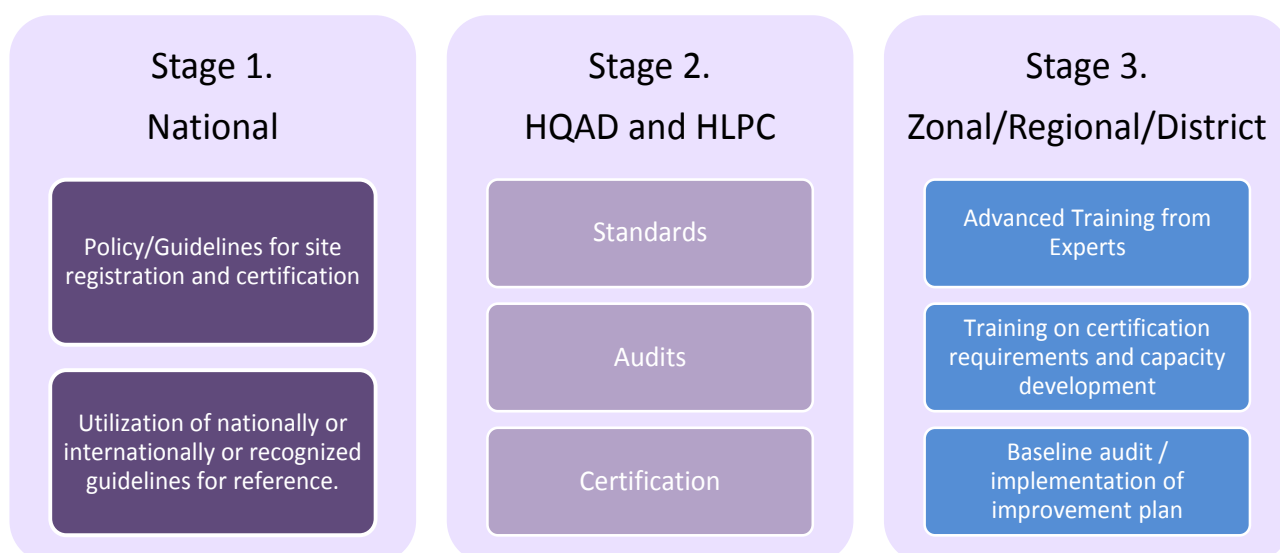 Stage 1.
National
Policy/Guidelines for site
registration and certification
Utilization of nationally or
internationally or recognized
guidelines for reference.
Stage 2.
HQAD and HLPC
Standards
Audits
Certification
Stage 3.
Zonal/Regional/District
Advanced Training from
Experts
Training on certification
requirements and capacity
development
Baseline audit /
implementation of
improvement plan